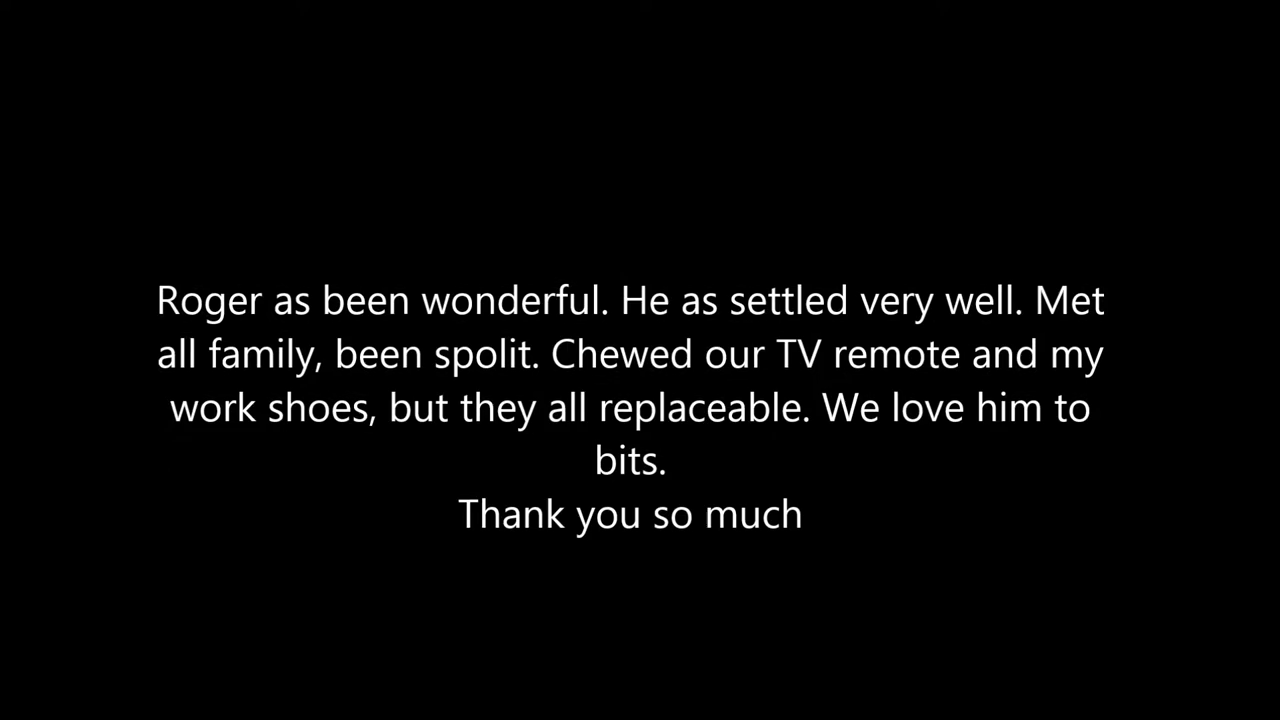 Roger as been wonderful. He as settled very well. Met
all family, been spolit. Chewed our TV remote and my
work shoes, but they all replaceable. We love him to
bits.
Thank you so much